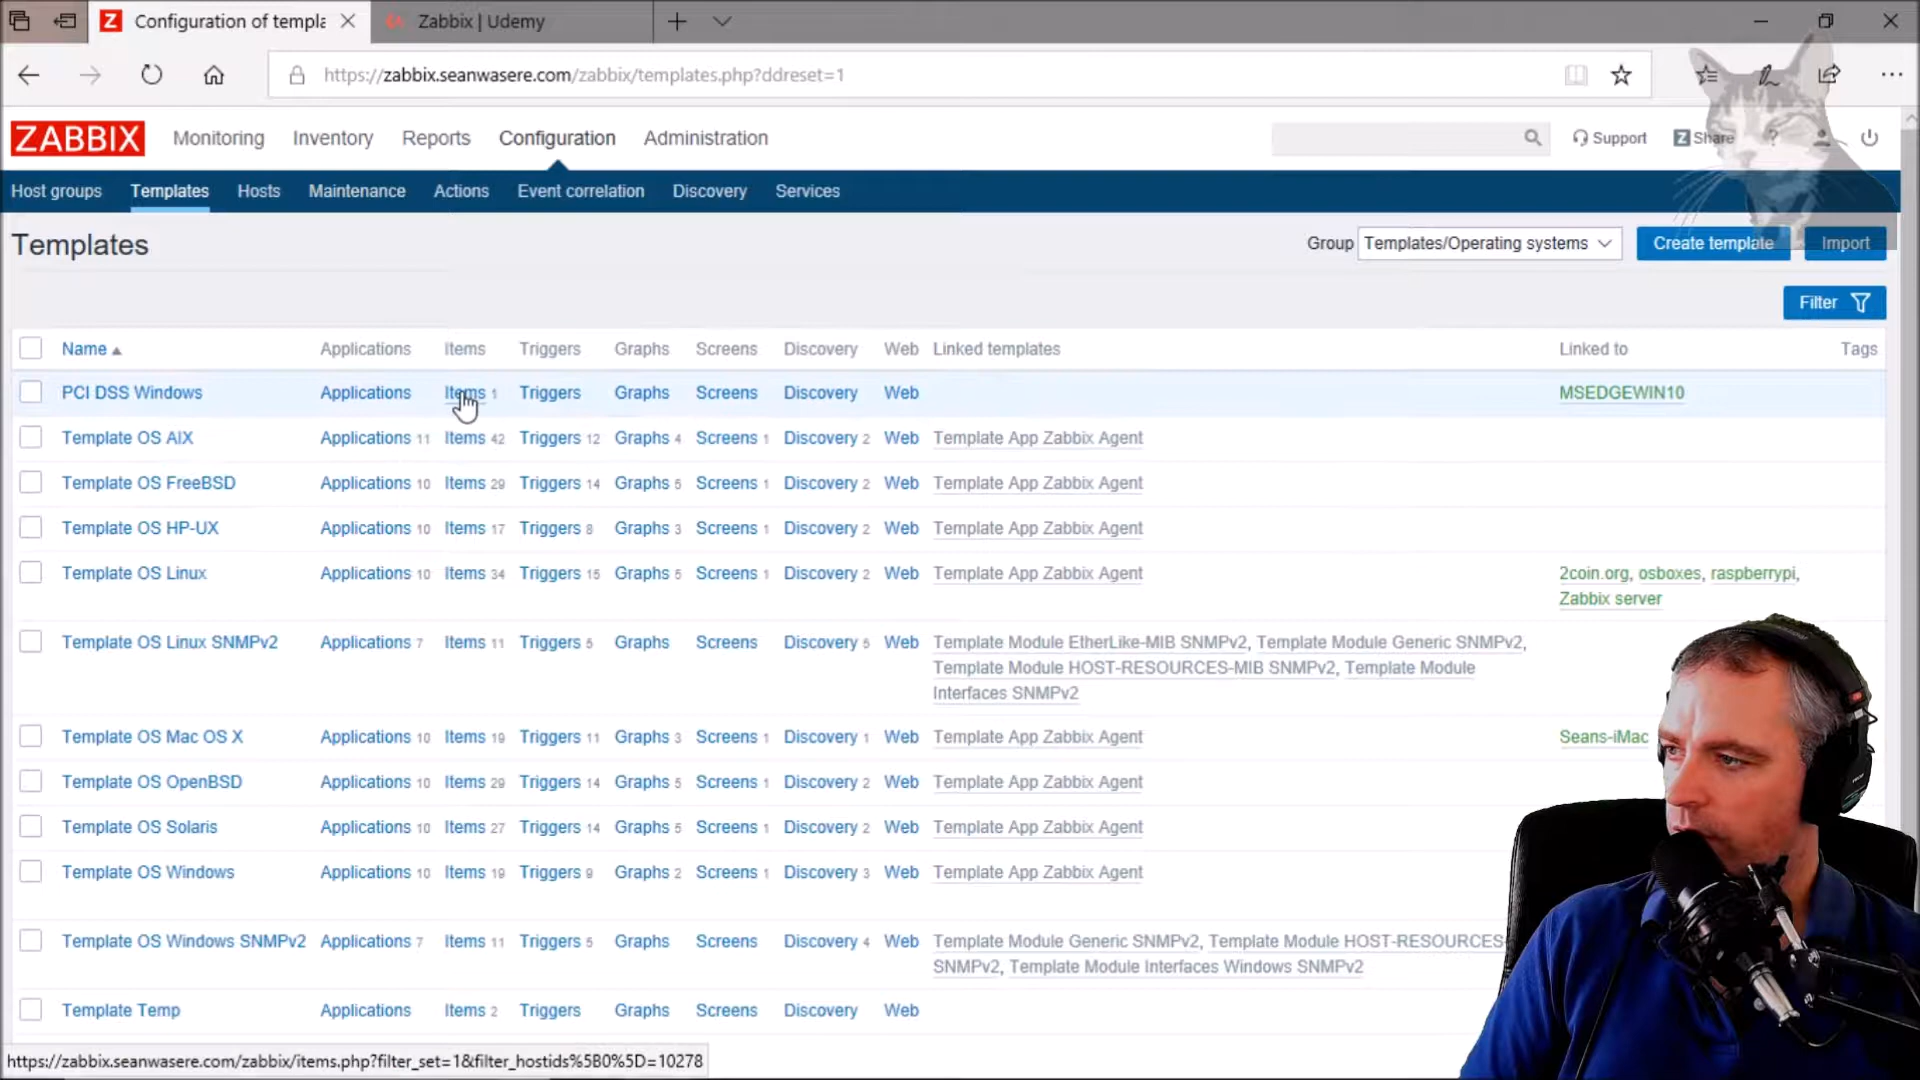 Configuration of templa
Zabbix | Udemy
https://zabbix.seanwasere.com/zabbix/templates.php?ddreset=1
ZABBIX Monitoring Inventory Reports Configuration Administration
Support
Z Share
?
Host groups Templates Hosts Maintenance Actions Event correlation Discovery Services
Templates
Group Templates/Operating systems
Create template
Import
Filter
Name Applications Items Triggers Graphs Screens Discovery Web Linked templates Linked to Tags
PCI DSS Windows Applications Items 1 Triggers Graphs Screens Discovery Web MSEDGEWIN10
Template OS AIX Applications 11 Items 42 Triggers 12 Graphs 4 Screens 1 Discovery 2 Web Template App Zabbix Agent
Template OS FreeBSD Applications 10 Items 29 Triggers 14 Graphs 5 Screens 1 Discovery 2 Web Template App Zabbix Agent
Template OS HP-UX Applications 10 Items 17 Triggers 8 Graphs 3 Screens 1 Discovery 2 Web Template App Zabbix Agent
Template OS Linux Applications 10 Items 34 Triggers 15 Graphs 5 Screens 1 Discovery 2 Web Template App Zabbix Agent 2coin.org, osboxes, raspberrypi,
Zabbix server
Template OS Linux SNMPv2 Applications 7 Items 11 Triggers 5 Graphs Screens Discovery 5 Web Template Module EtherLike-MIB SNMPv2, Template Module Generic SNMPv2,
Template Module HOST-RESOURCES-MIB SNMPv2, Template Module
Interfaces SNMPv2
Template OS Mac OS X Applications 10 Items 19 Triggers 11 Graphs 3 Screens 1 Discovery 1 Web Template App Zabbix Agent Seans-iMac
Template OS OpenBSD Applications 10 Items 29 Triggers 14 Graphs 5 Screens 1 Discovery 2 Web Template App Zabbix Agent
Template OS Solaris Applications 10 Items 27 Triggers 14 Graphs 5 Screens 1 Discovery 2 Web Template App Zabbix Agent
Template OS Windows Applications 10 Items 19 Triggers 9 Graphs 2 Screens 1 Discovery 3 Web Template App Zabbix Agent
Template OS Windows SNMPv2 Applications 7 Items 11 Triggers 5 Graphs Screens Discovery 4 Web Template Module Generic SNMPv2, Template Module HOST-RESOURCES-
SNMPv2, Template Module Interfaces Windows SNMPv2
Template Temp Applications Items 2 Triggers Graphs Screens Discovery Web
https://zabbix.seanwasere.com/zabbix/items.php?filter_set=1&filter_hostids%5B0%5D=10278